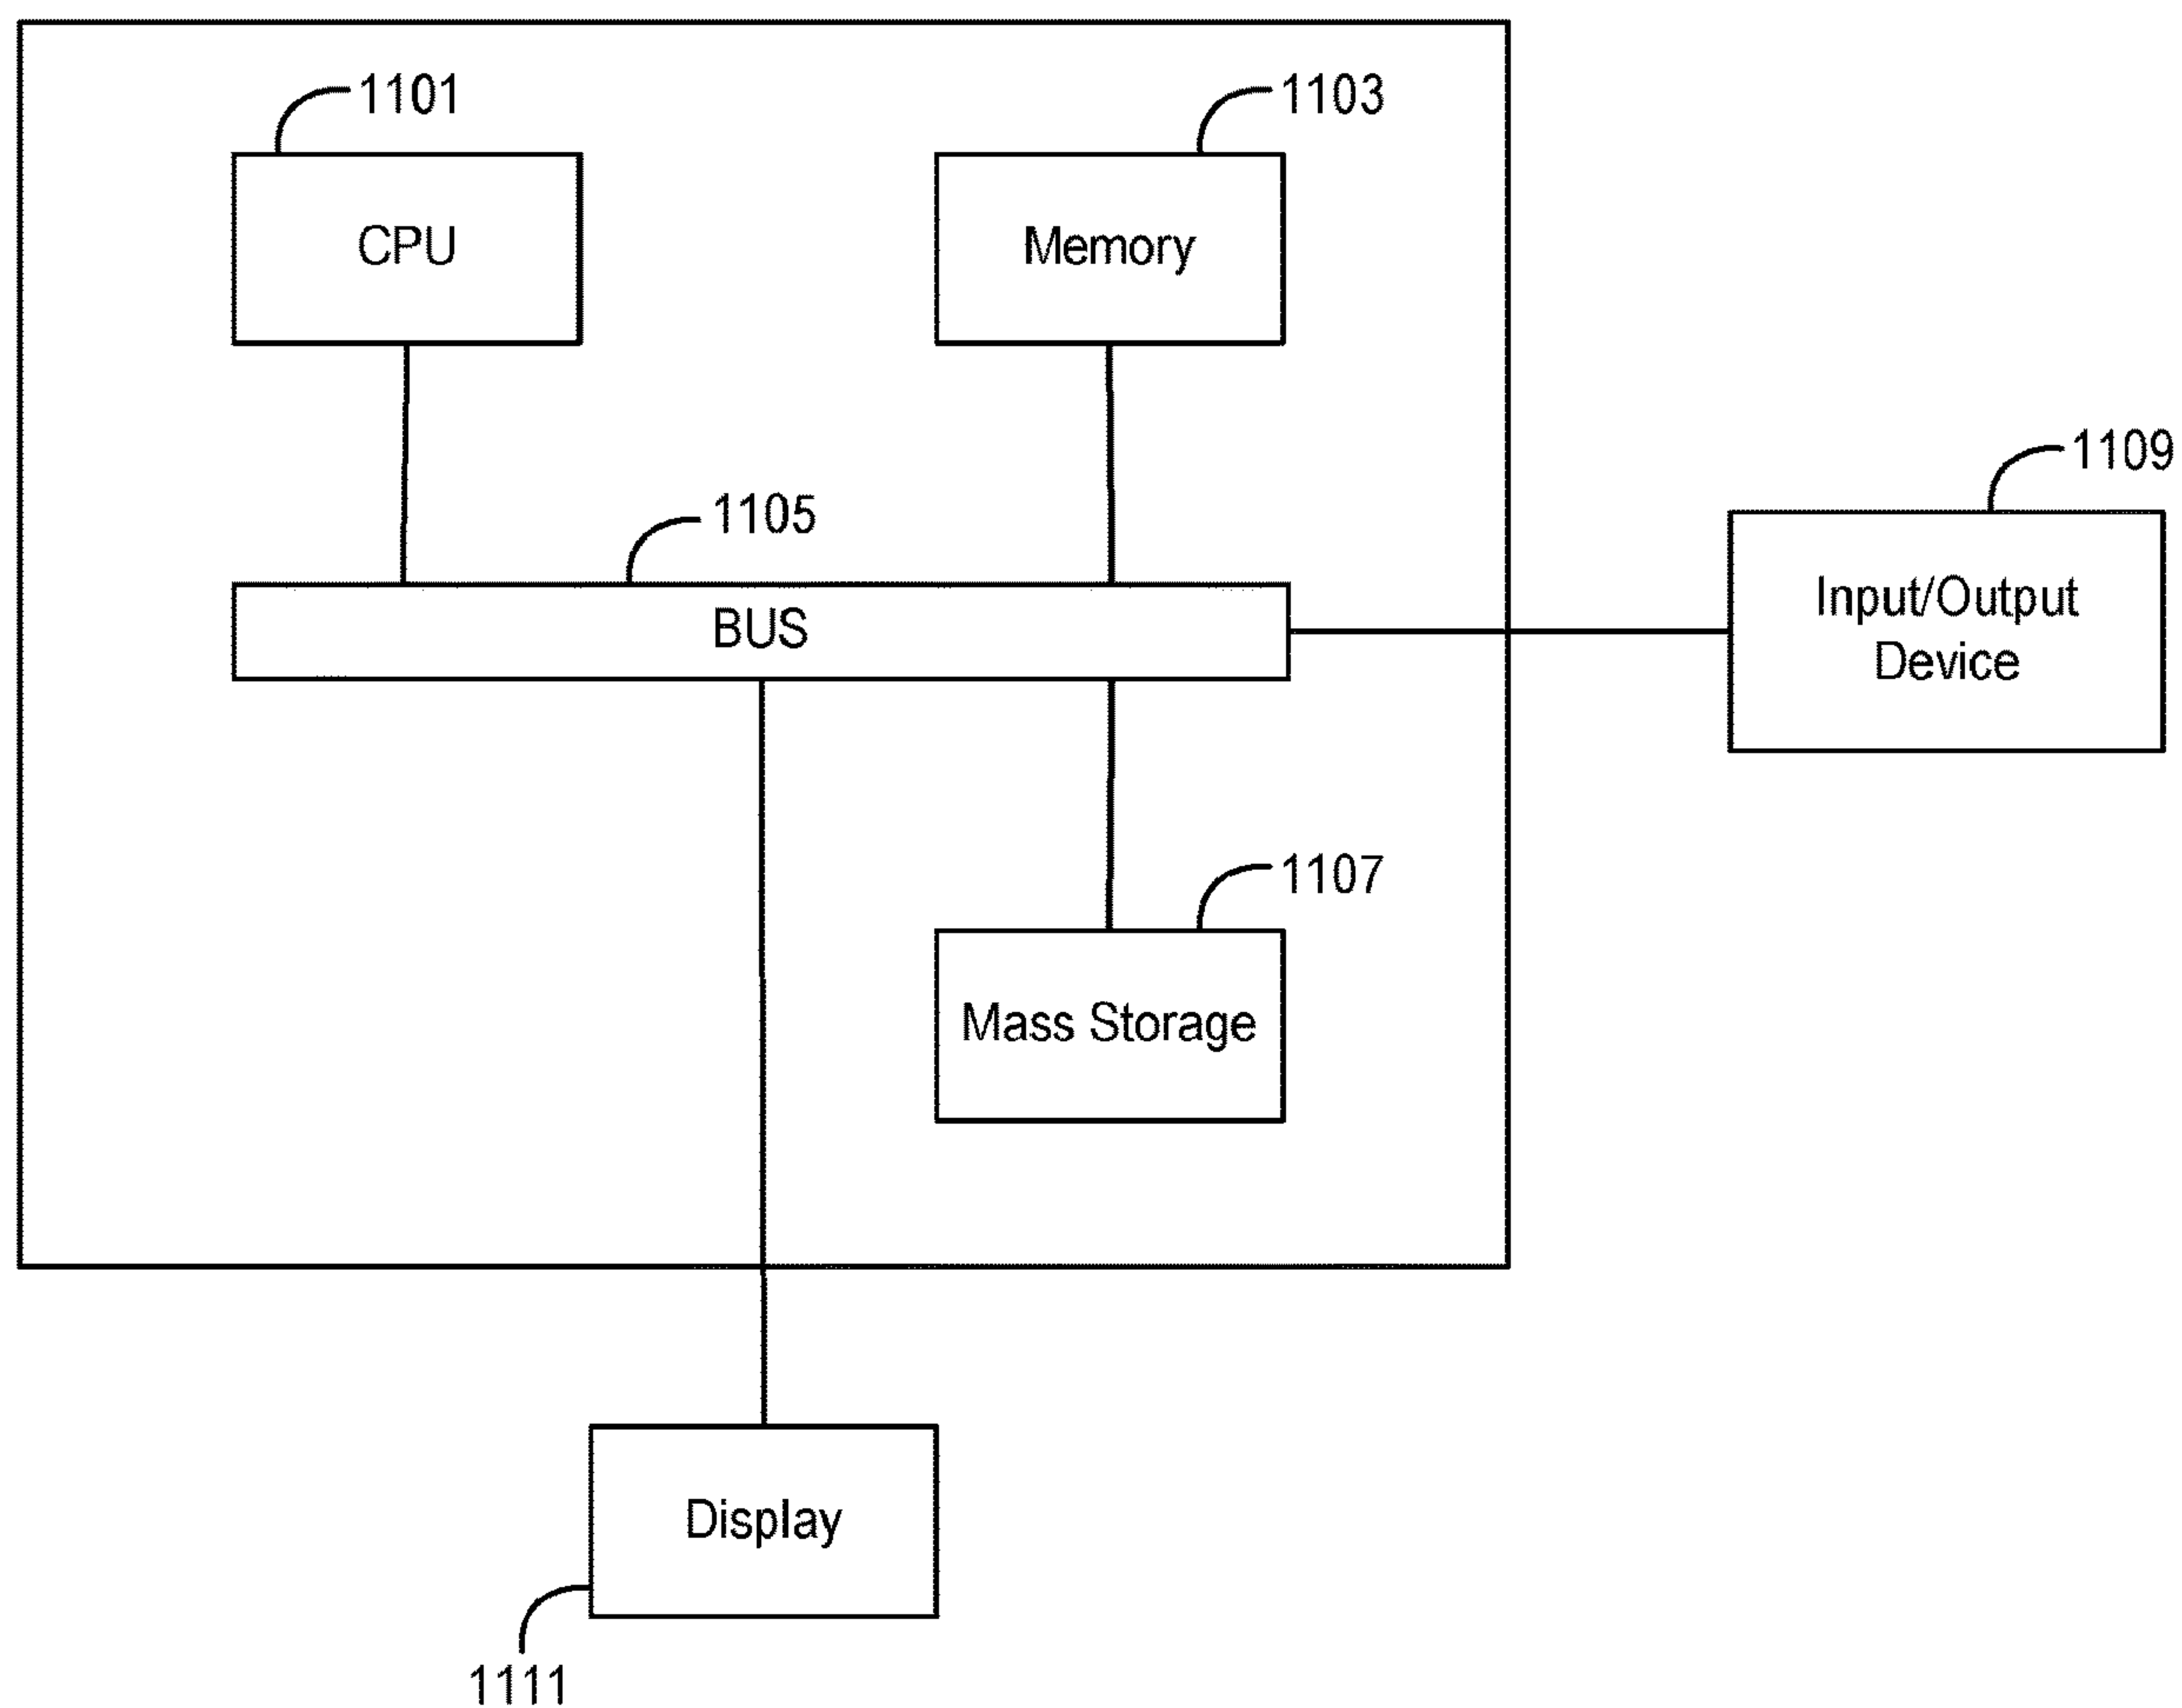 1101
1103
CPU
Memory
1109
1105
Input/Output
Device
BUS
1107
Mass Storage
Display
1111